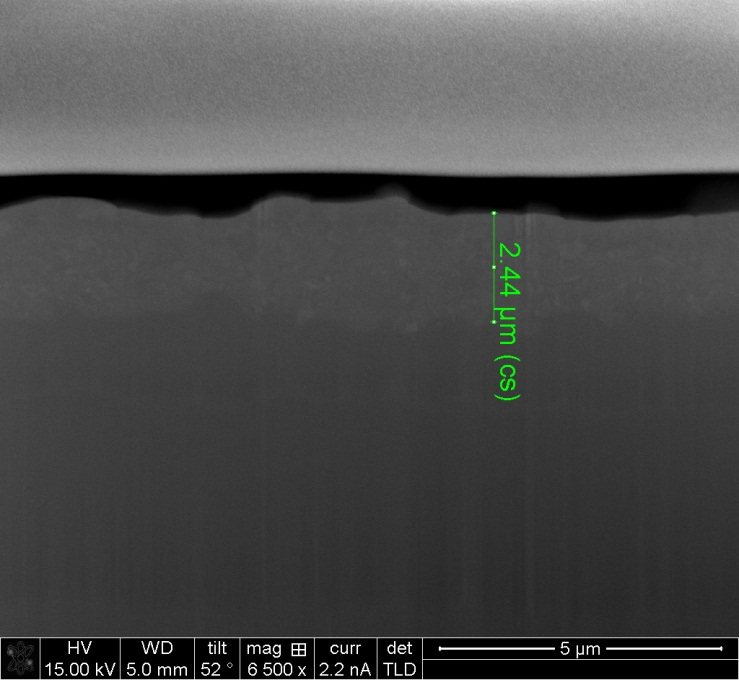 2.44 µm (cs)
HV WD tilt mag ⊞ curr det
15.00 kV 5.0 mm 52 ° 6 500 x 2.2 nA TLD
5 µm